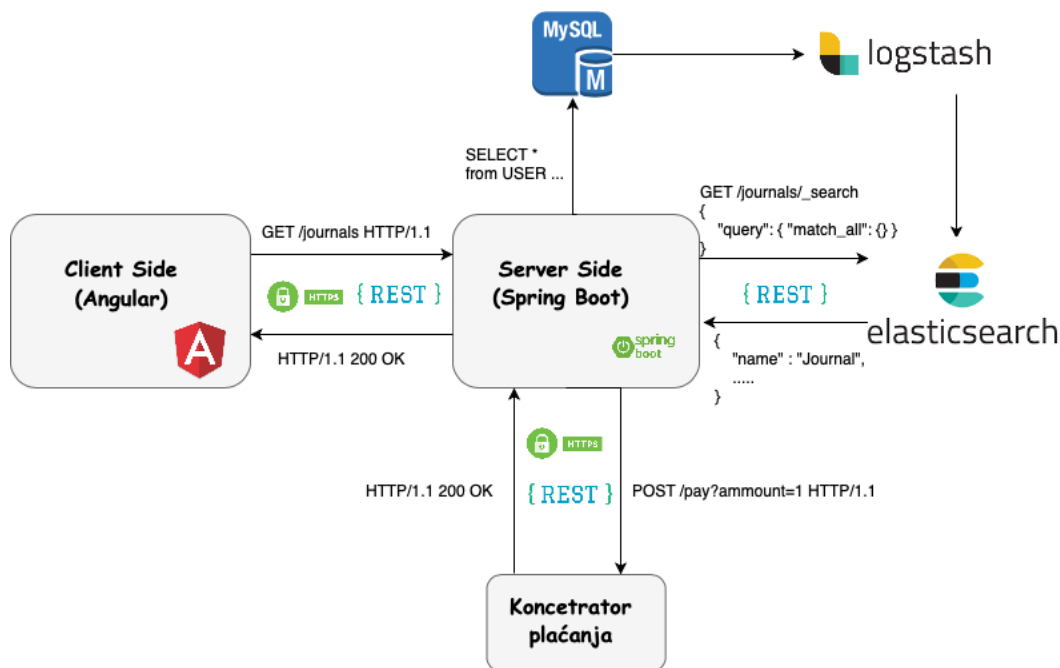 MySQL
M
logstash
SELECT *
from USER ...
GET /journals/_search
{
"query": { "match_all": {} }
}
GET /journals HTTP/1.1
Client Side
(Angular)
A
HTTPS
{ REST }
HTTP/1.1 200 OK
Server Side
(Spring Boot)
spring
boot
{ REST }
elasticsearch
{
"name" : "Journal",
.....
}
HTTPS
HTTP/1.1 200 OK
{ REST }
POST /pay?ammount=1 HTTP/1.1
Koncetrator
plaćanja